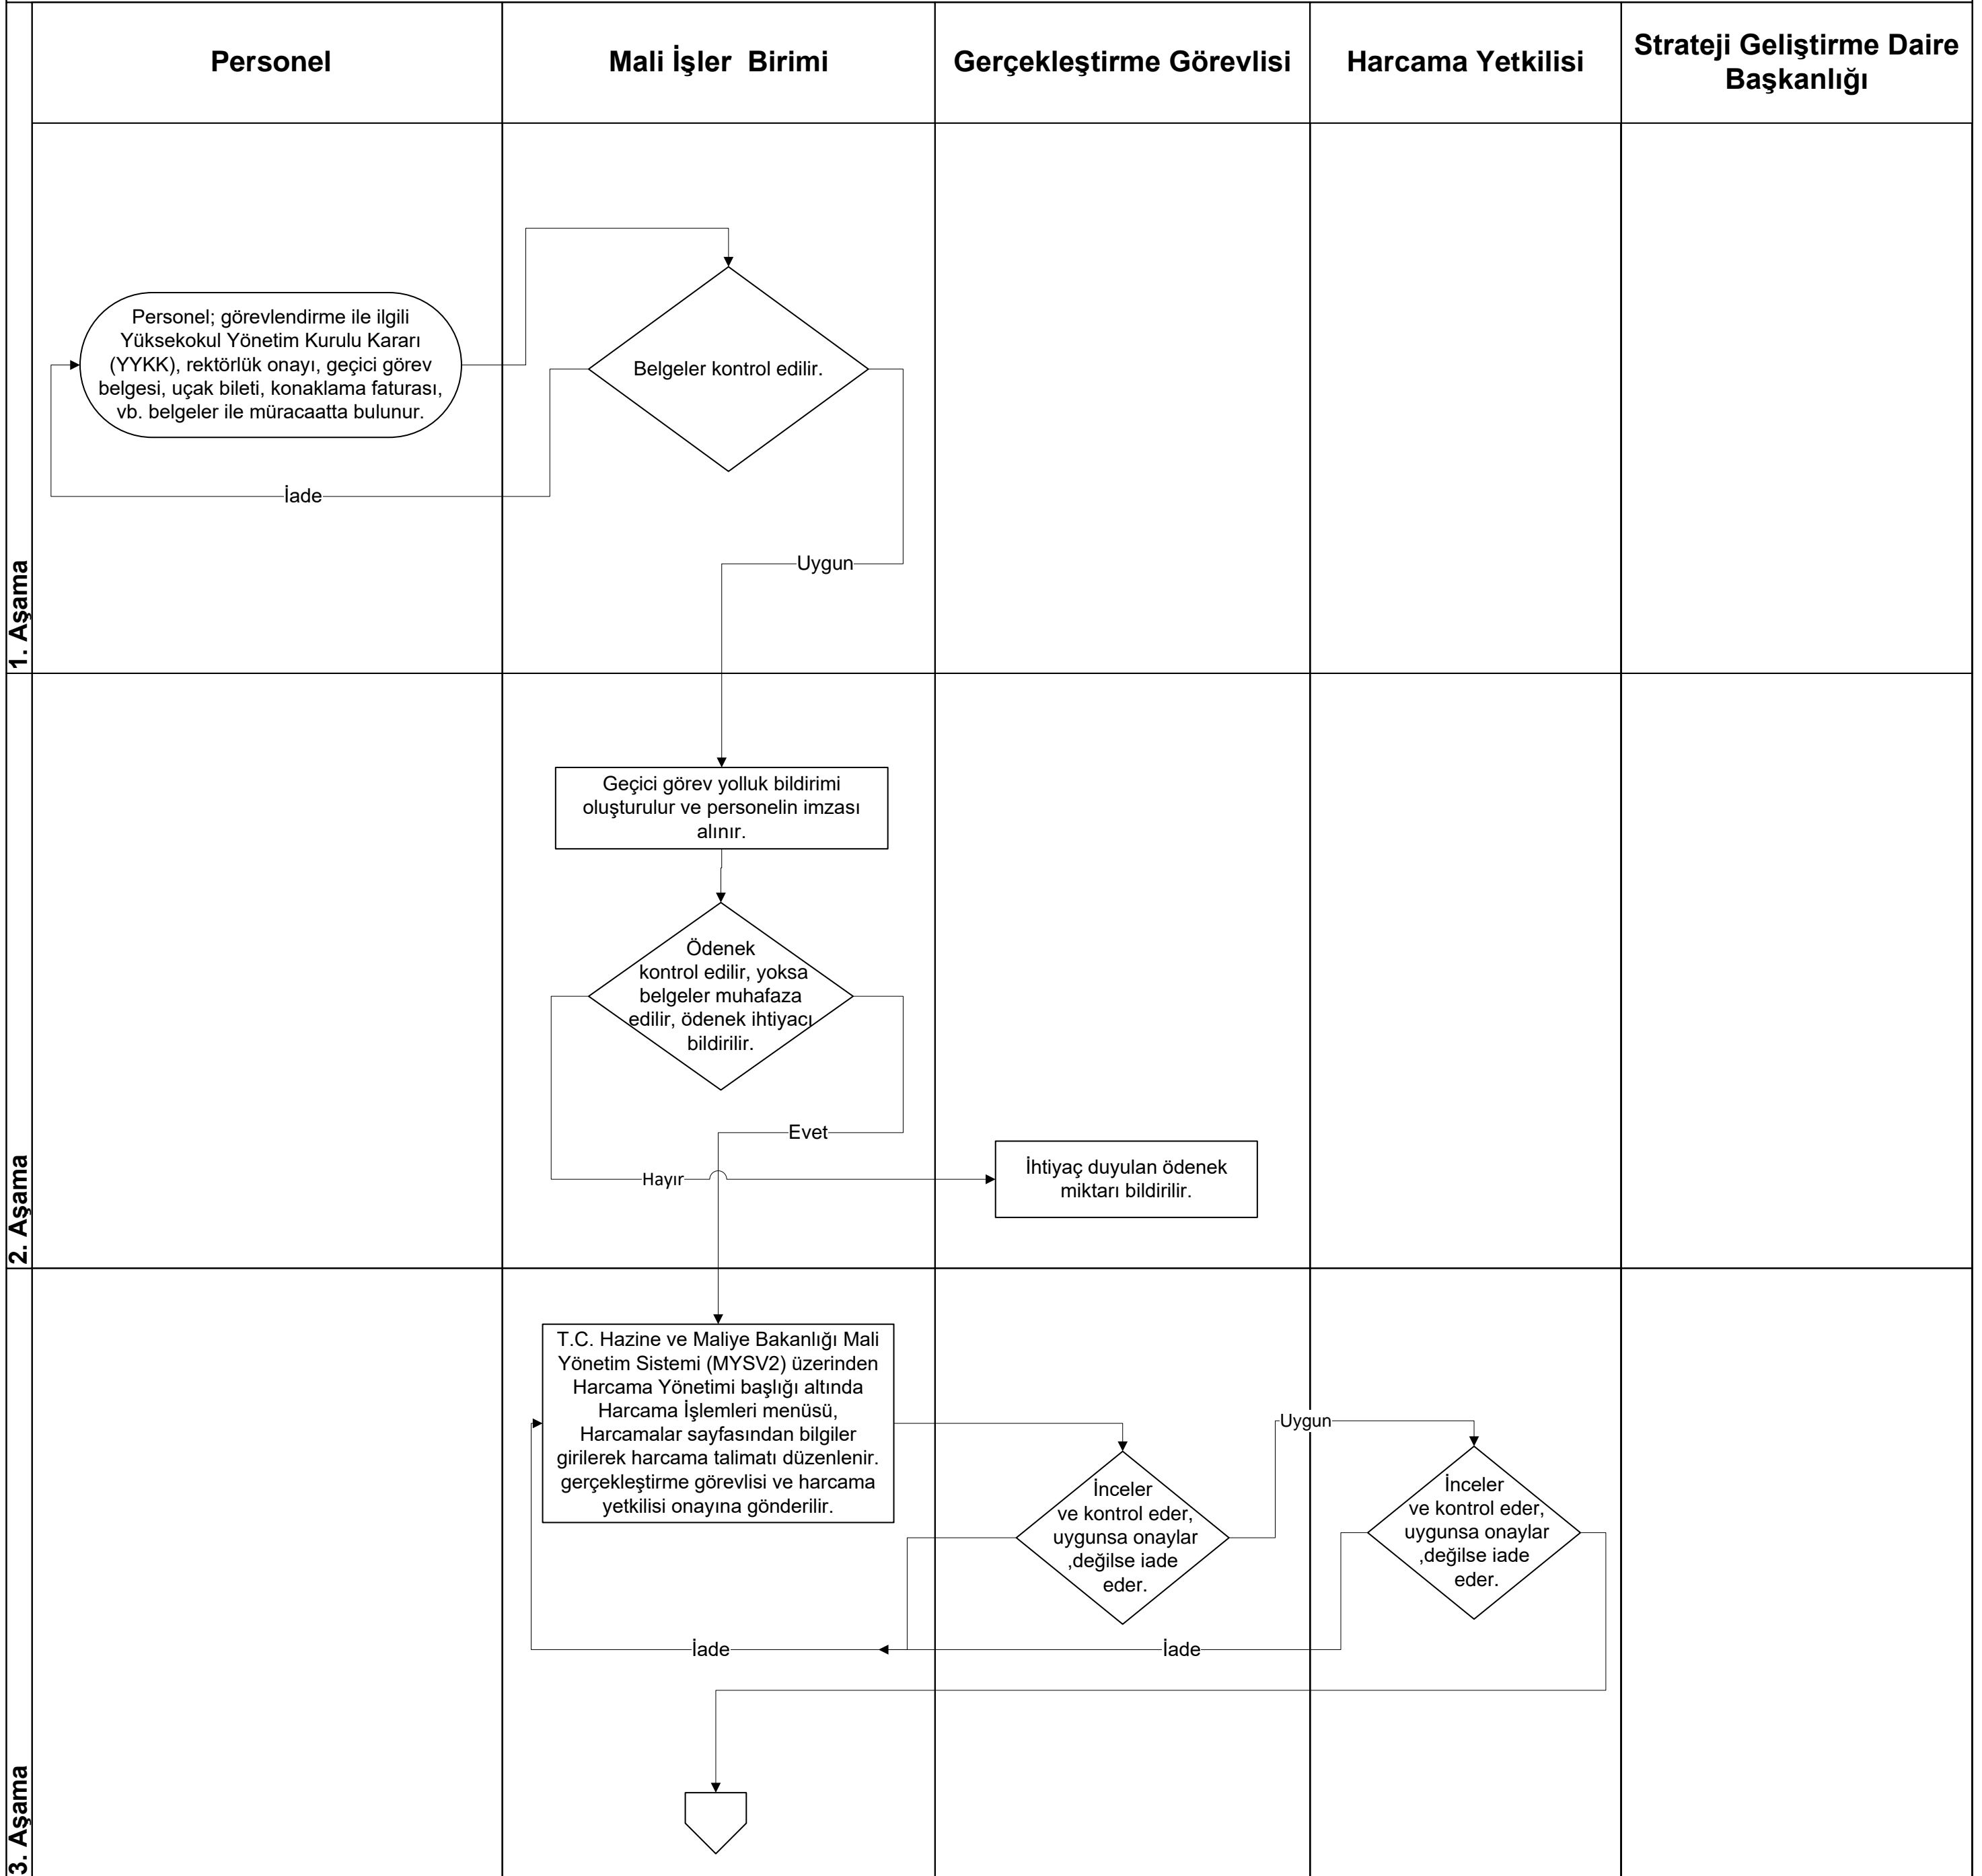 Personel
Mali İşler Birimi
Gerçekleştirme Görevlisi
Harcama Yetkilisi
Strateji Geliştirme Daire
Başkanlığı
1. Aşama
Personel; görevlendirme ile ilgili
Yüksekokul Yönetim Kurulu Kararı
(YYKK), rektörlük onayı, geçici görev
belgesi, uçak bileti, konaklama faturası,
vb. belgeler ile müracaatta bulunur.
Belgeler kontrol edilir.
İade
Uygun
2. Aşama
Geçici görev yolluk bildirimi
oluşturulur ve personelin imzası
alınır.
Ödenek
kontrol edilir, yoksa
belgeler muhafaza
edilir, ödenek ihtiyacı
bildirilir.
Evet
Hayır
İhtiyaç duyulan ödenek
miktarı bildirilir.
3. Aşama
T.C. Hazine ve Maliye Bakanlığı Mali
Yönetim Sistemi (MYSV2) üzerinden
Harcama Yönetimi başlığı altında
Harcama İşlemleri menüsü,
Harcamalar sayfasından bilgiler
girilerek harcama talimatı düzenlenir.
gerçekleştirme görevlisi ve harcama
yetkilisi onayına gönderilir.
İnceler
ve kontrol eder,
uygunsa onaylar
,değilse iade
eder.
Uygun
İnceler
ve kontrol eder,
uygunsa onaylar
,değilse iade
eder.
İade
İade